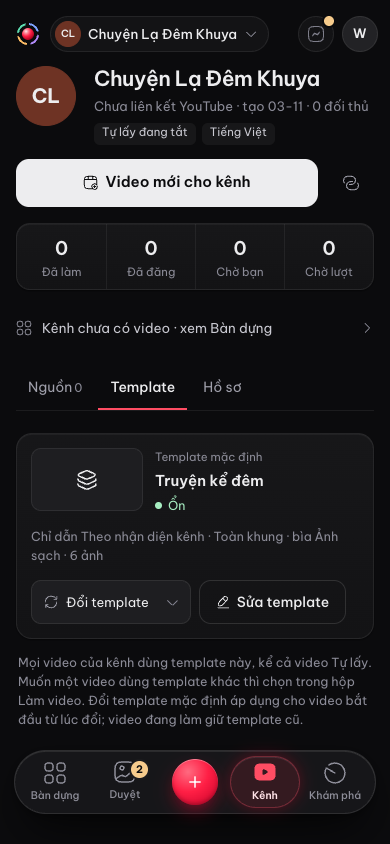 CL Chuyện Lạ Đêm Khuya W
CL
Chuyện Lạ Đêm Khuya
Chưa liên kết YouTube · tạo 03-11 · 0 đối thủ
Tự lấy đang tắt Tiếng Việt
Video mới cho kênh
0 0 0 0
Đã làm Đã đăng Chờ bạn Chờ lượt
Kênh chưa có video · xem Bàn dựng
Nguồn 0 Template Hồ sơ
Template mặc định
Truyện kể đêm
Ổn
Chỉ dẫn Theo nhận diện kênh · Toàn khung · bìa Ảnh
sạch · 6 ảnh
Đổi template Sửa template
Mọi video của kênh dùng template này, kể cả video Tự lấy.
Muốn một video dùng template khác thì chọn trong hộp
Làm video. Đổi template mặc định áp dụng cho video bắt
đầu từ lúc đổi; video đang làm giữ template cũ.
2
Bàn dựng Duyệt Kênh Khám phá